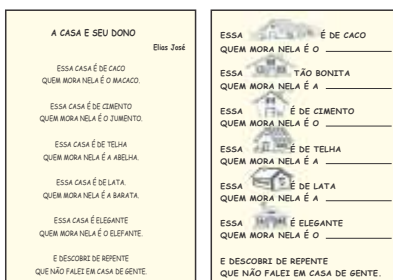 A CASA E SEU DONO
Elias José
ESSA CASA É DE CACO
QUEM MORA NELA É O MACACO.
ESSA CASA É DE CIMENTO
QUEM MORA NELA É O JUMENTO.
ESSA CASA É DE TELHA
QUEM MORA NELA É A ABELHA.
ESSA CASA É DE LATA.
QUEM MORA NELA É A BARATA.
ESSA CASA É ELEGANTE
QUEM MORA NELA É O ELEFANTE.
E DESCOBRI DE REPENTE
QUE NÃO FALEI EM CASA DE GENTE.
ESSA É DE CACO
QUEM MORA NELA É O
ESSA TÃO BONITA
QUEM MORA NELA É A
ESSA É DE CIMENTO
QUEM MORA NELA É O
ESSA É DE TELHA
QUEM MORA NELA É A
ESSA É DE LATA
QUEM MORA NELA É A
ESSA É ELEGANTE
QUEM MORA NELA É O
E DESCOBRI DE REPENTE
QUE NÃO FALEI EM CASA DE GENTE.